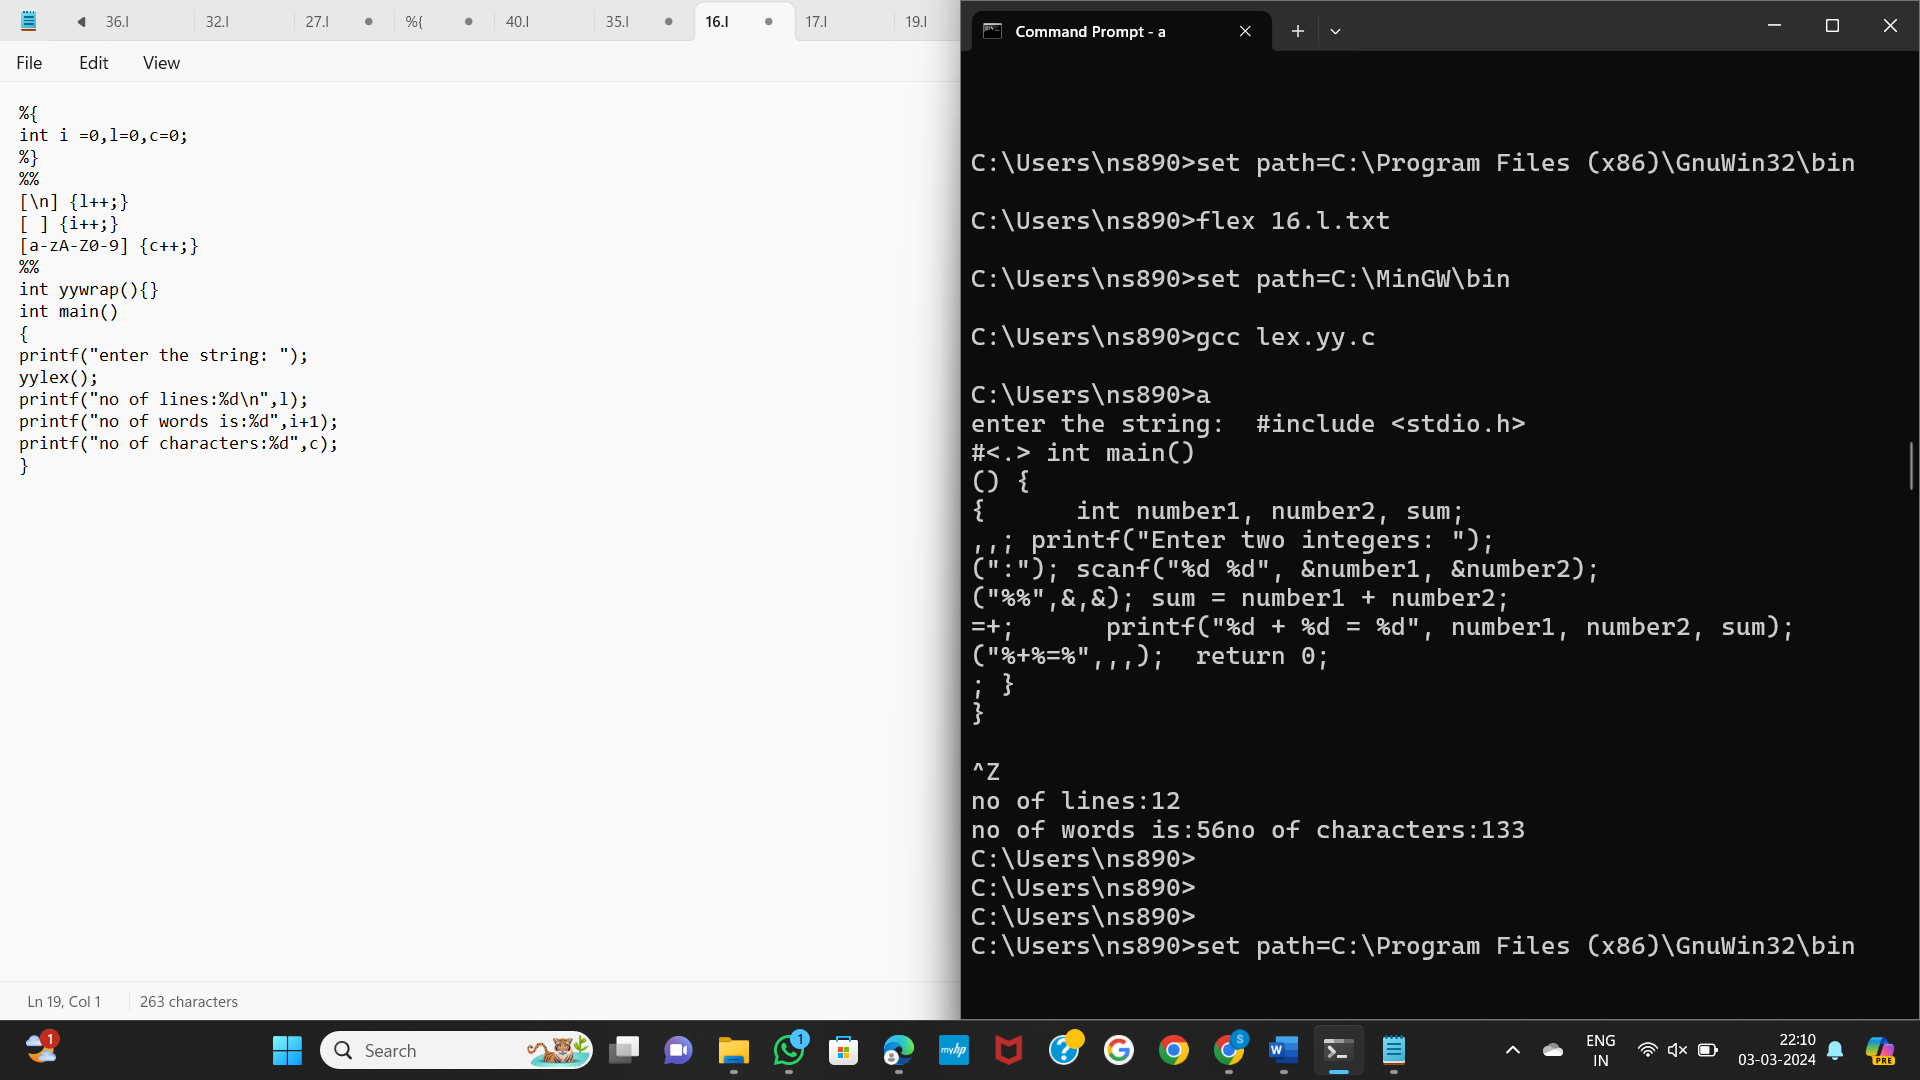 36.l 32.l 27.l %{ 40.l 35.l 16.l 17.l 19.l
File Edit View
%{
int i =0,l=0,c=0;
%}
%%
[\n] {l++;}
[ ] {i++;}
[a-zA-Z0-9] {c++;}
%%
int yywrap(){}
int main()
{
printf("enter the string: ");
yylex();
printf("no of lines:%d\n",l);
printf("no of words is:%d",i+1);
printf("no of characters:%d",c);
}
Ln 19, Col 1 263 characters
Command Prompt - a
C:\Users\ns890>set path=C:\Program Files (x86)\GnuWin32\bin
C:\Users\ns890>flex 16.l.txt
C:\Users\ns890>set path=C:\MinGW\bin
C:\Users\ns890>gcc lex.yy.c
C:\Users\ns890>a
enter the string:  #include <stdio.h>
#<.> int main()
() {
{      int number1, number2, sum;
,,; printf("Enter two integers: ");
(":"); scanf("%d %d", &number1, &number2);
("%%",&,&); sum = number1 + number2;
=+;      printf("%d + %d = %d", number1, number2, sum);
("%+%=%",,,);  return 0;
; }
}
^Z
no of lines:12
no of words is:56no of characters:133
C:\Users\ns890>
C:\Users\ns890>
C:\Users\ns890>
C:\Users\ns890>set path=C:\Program Files (x86)\GnuWin32\bin
1
Search
1
myhp
S
W
ENG
IN
22:10
03-03-2024
PRE